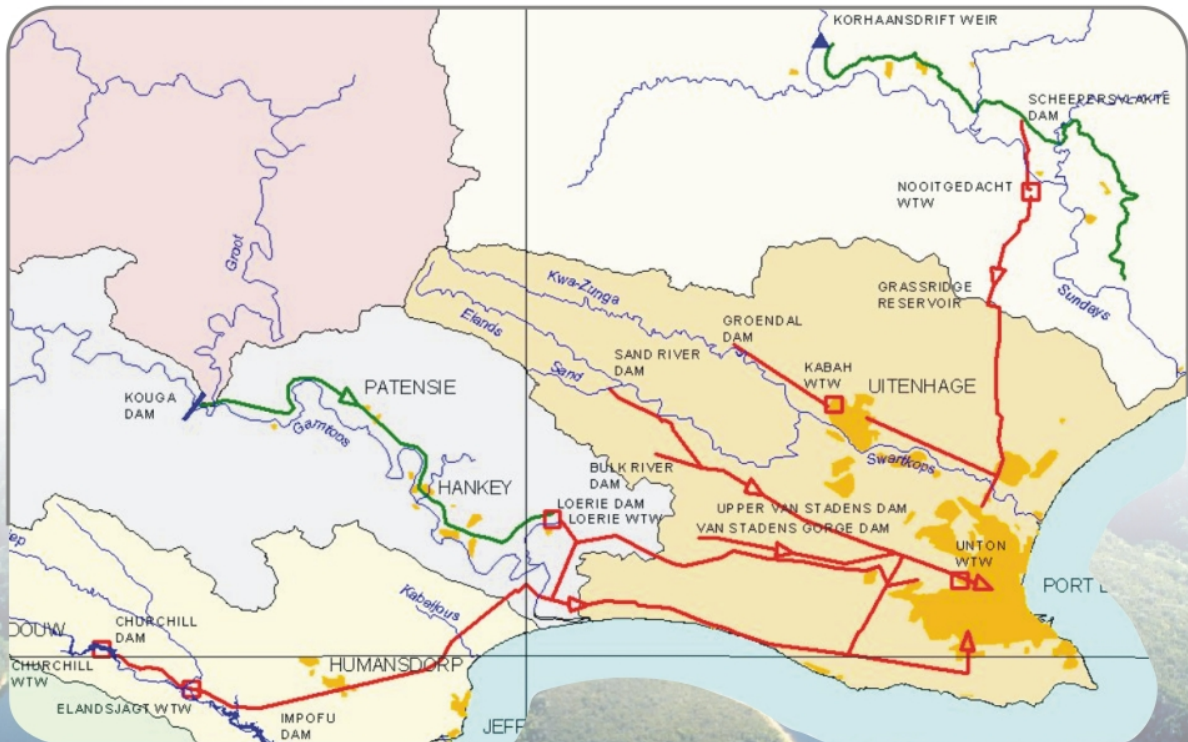 KORHAANSDRIFT WEIR
SCHEEPERSVLAKTE
DAM
NOOITGEDACHT
WTW
Groot
Kwa-Zunga
GRASSRIDGE
RESERVOIR
Sundays
Elands
GROENDAL
DAM
SAND RIVER
DAM
Sand
KABAH
WTW
UITENHAGE
PATENSIE
KOUGA
DAM
Gamtoos
Swartkops
BULK RIVER
DAM
HANKEY
LOERIE DAM
LOERIE WTW
UPPER VAN STADENS DAM
VAN STADENS GORGE DAM
UNTON
WTW
PORT
Kabeljous
CHURCHILL
DAM
DOUW
CHURCHILL
WTW
HUMANSDORP
ELANDSJAGT WTW
IMPOFU
DAM
JEFF